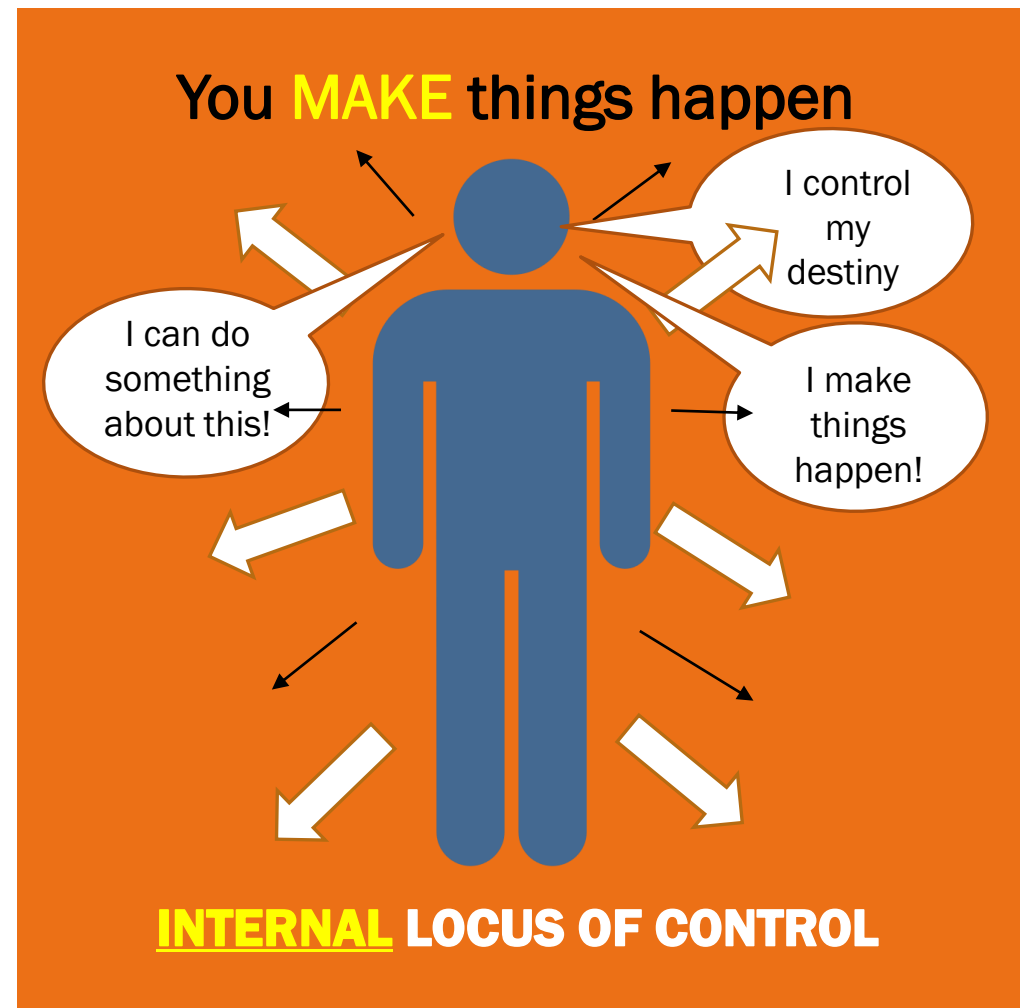 You MAKE things happen
I control
my
destiny
I can do
something
about this!
I make
things
happen!
INTERNAL LOCUS OF CONTROL